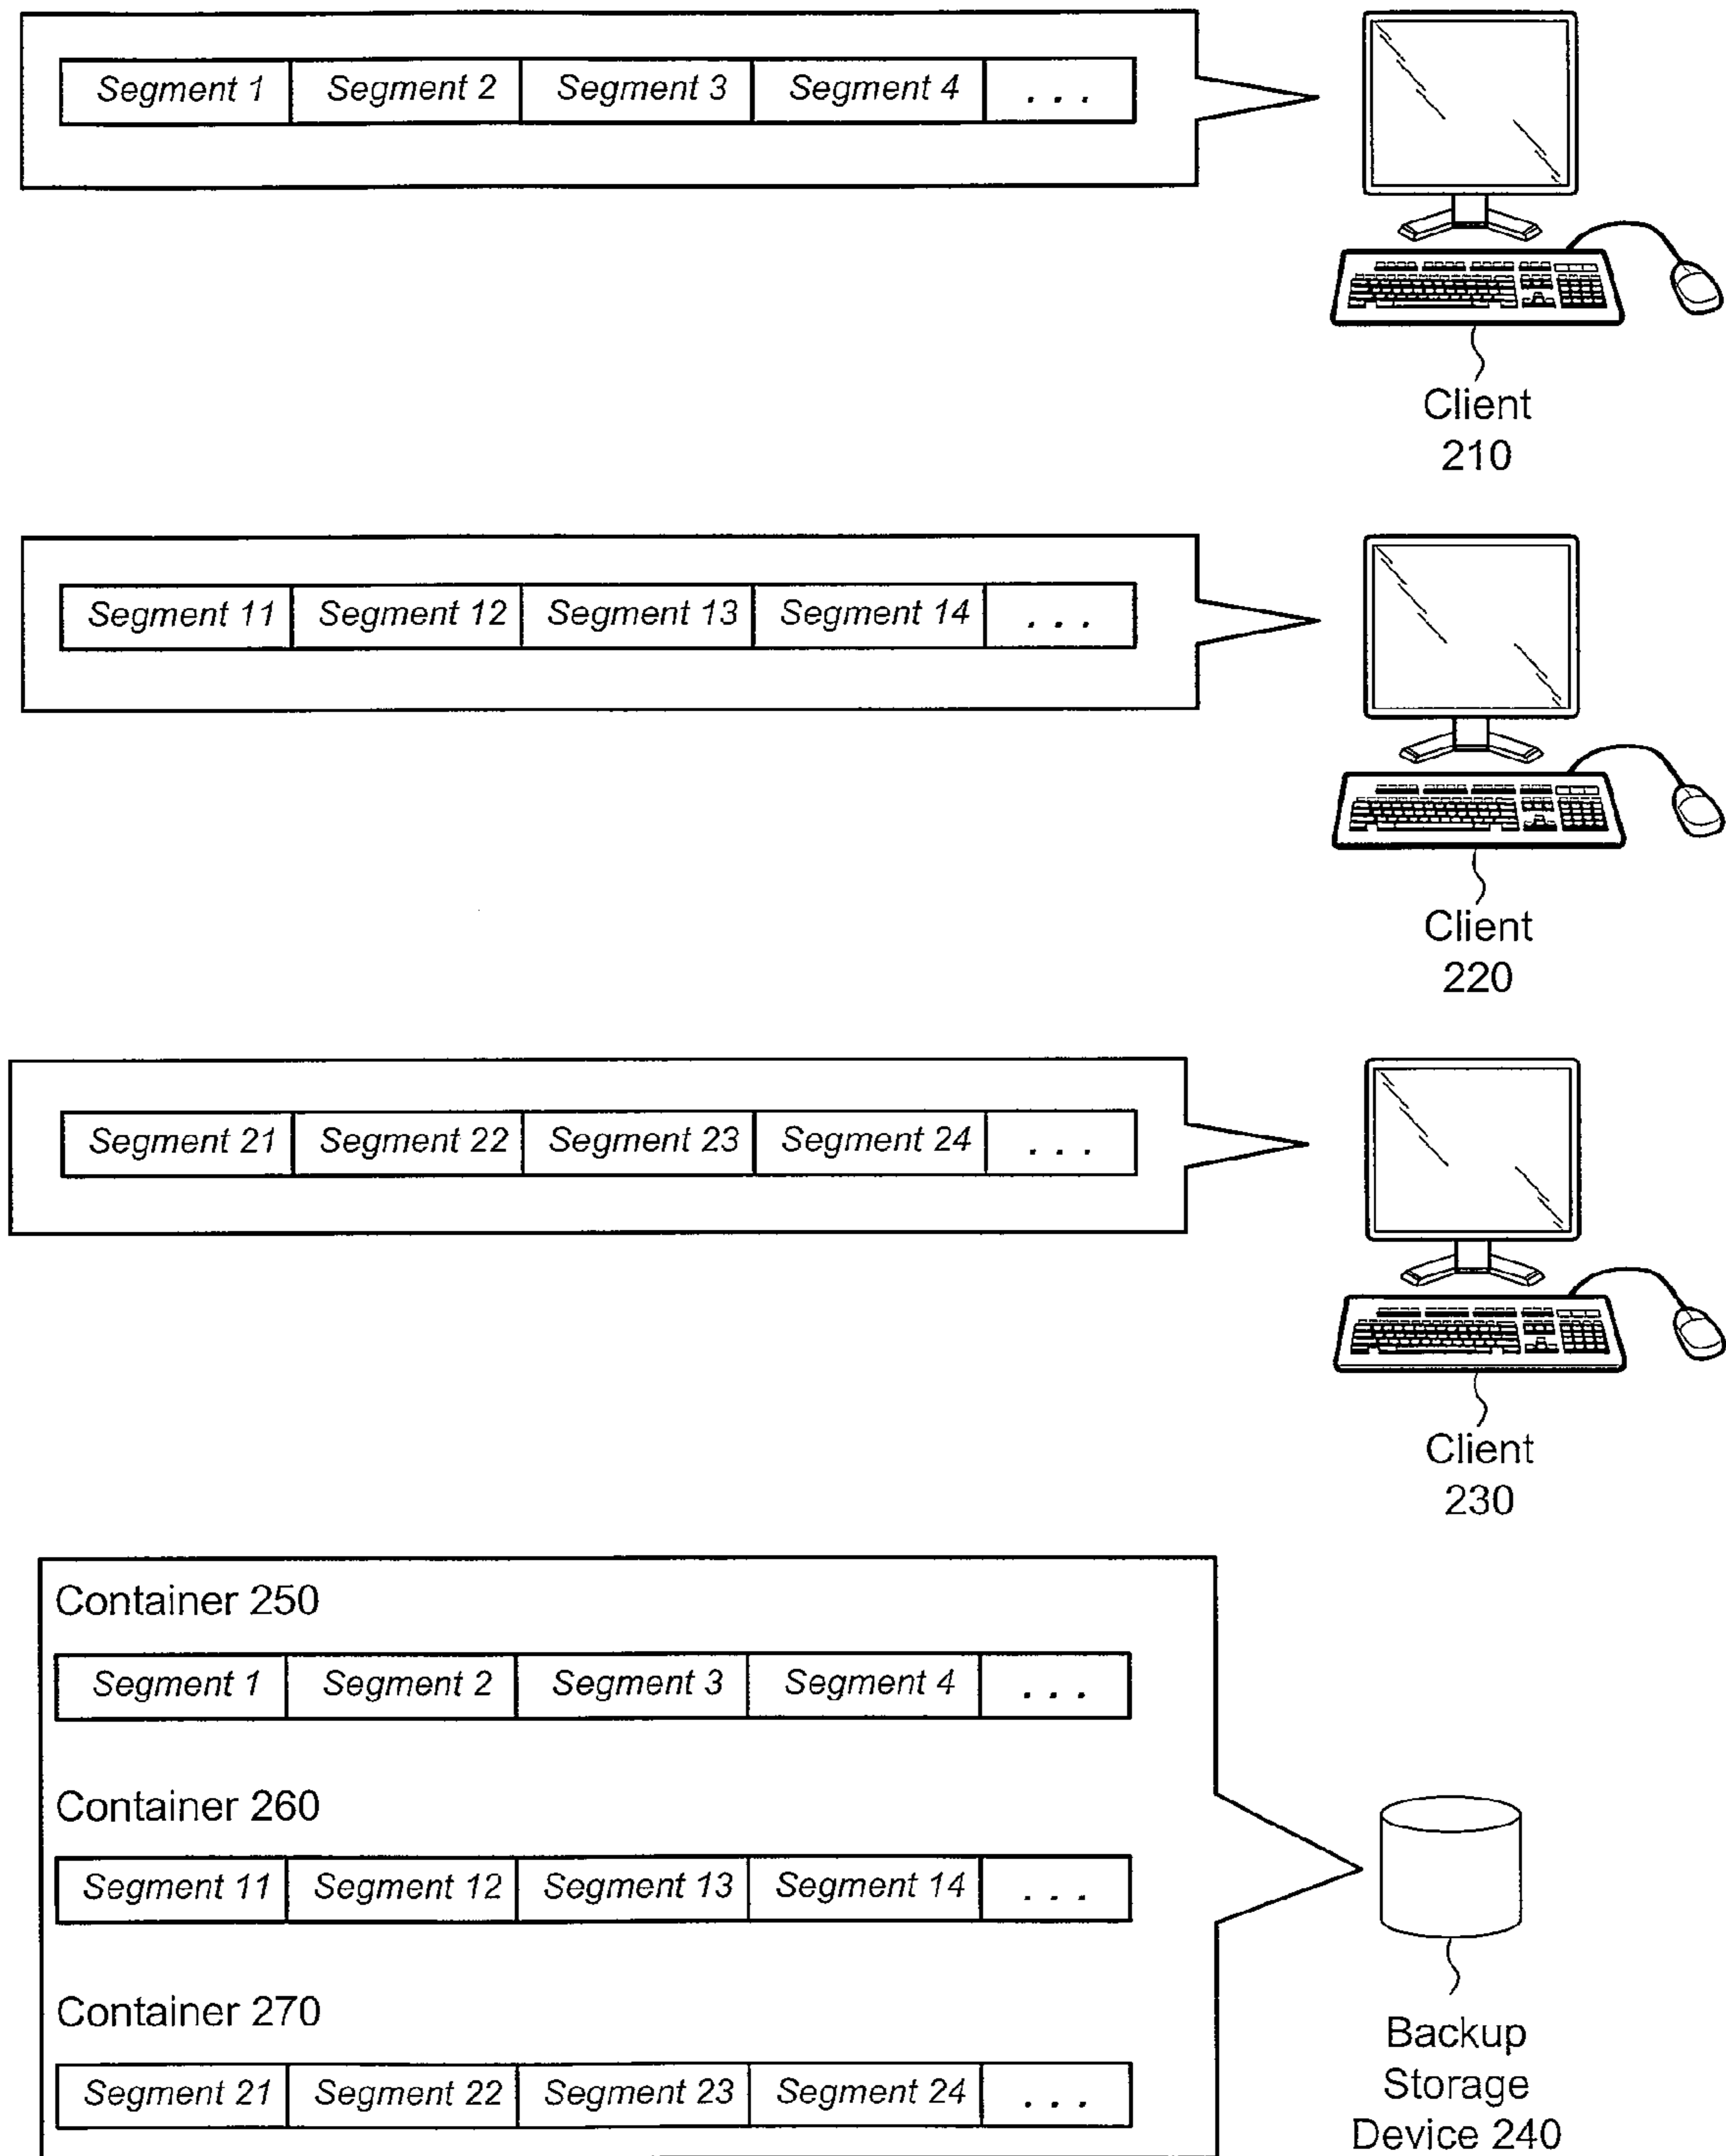 Segment 1 Segment 2 Segment 3 Segment 4 . . .
Client
210
Segment 11 Segment 12 Segment 13 Segment 14 . . .
Client
220
Segment 21 Segment 22 Segment 23 Segment 24 . . .
Client
230
Container 250
Segment 1 Segment 2 Segment 3 Segment 4 . . .
Container 260
Segment 11 Segment 12 Segment 13 Segment 14 . . .
Container 270
Segment 21 Segment 22 Segment 23 Segment 24 . . .
Backup
Storage
Device 240